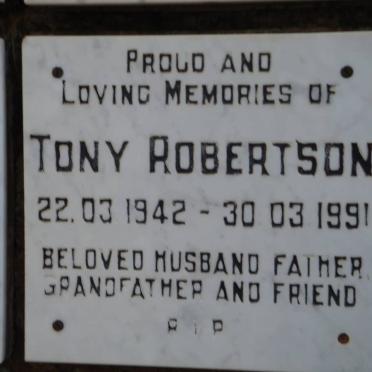 PROUD AND
LOVING MEMORIES OF
TONY ROBERTSON
22.03 1942 - 30 03 1991
BELOVED HUSBAND FATHER
GRANDFATHER AND FRIEND
R I P